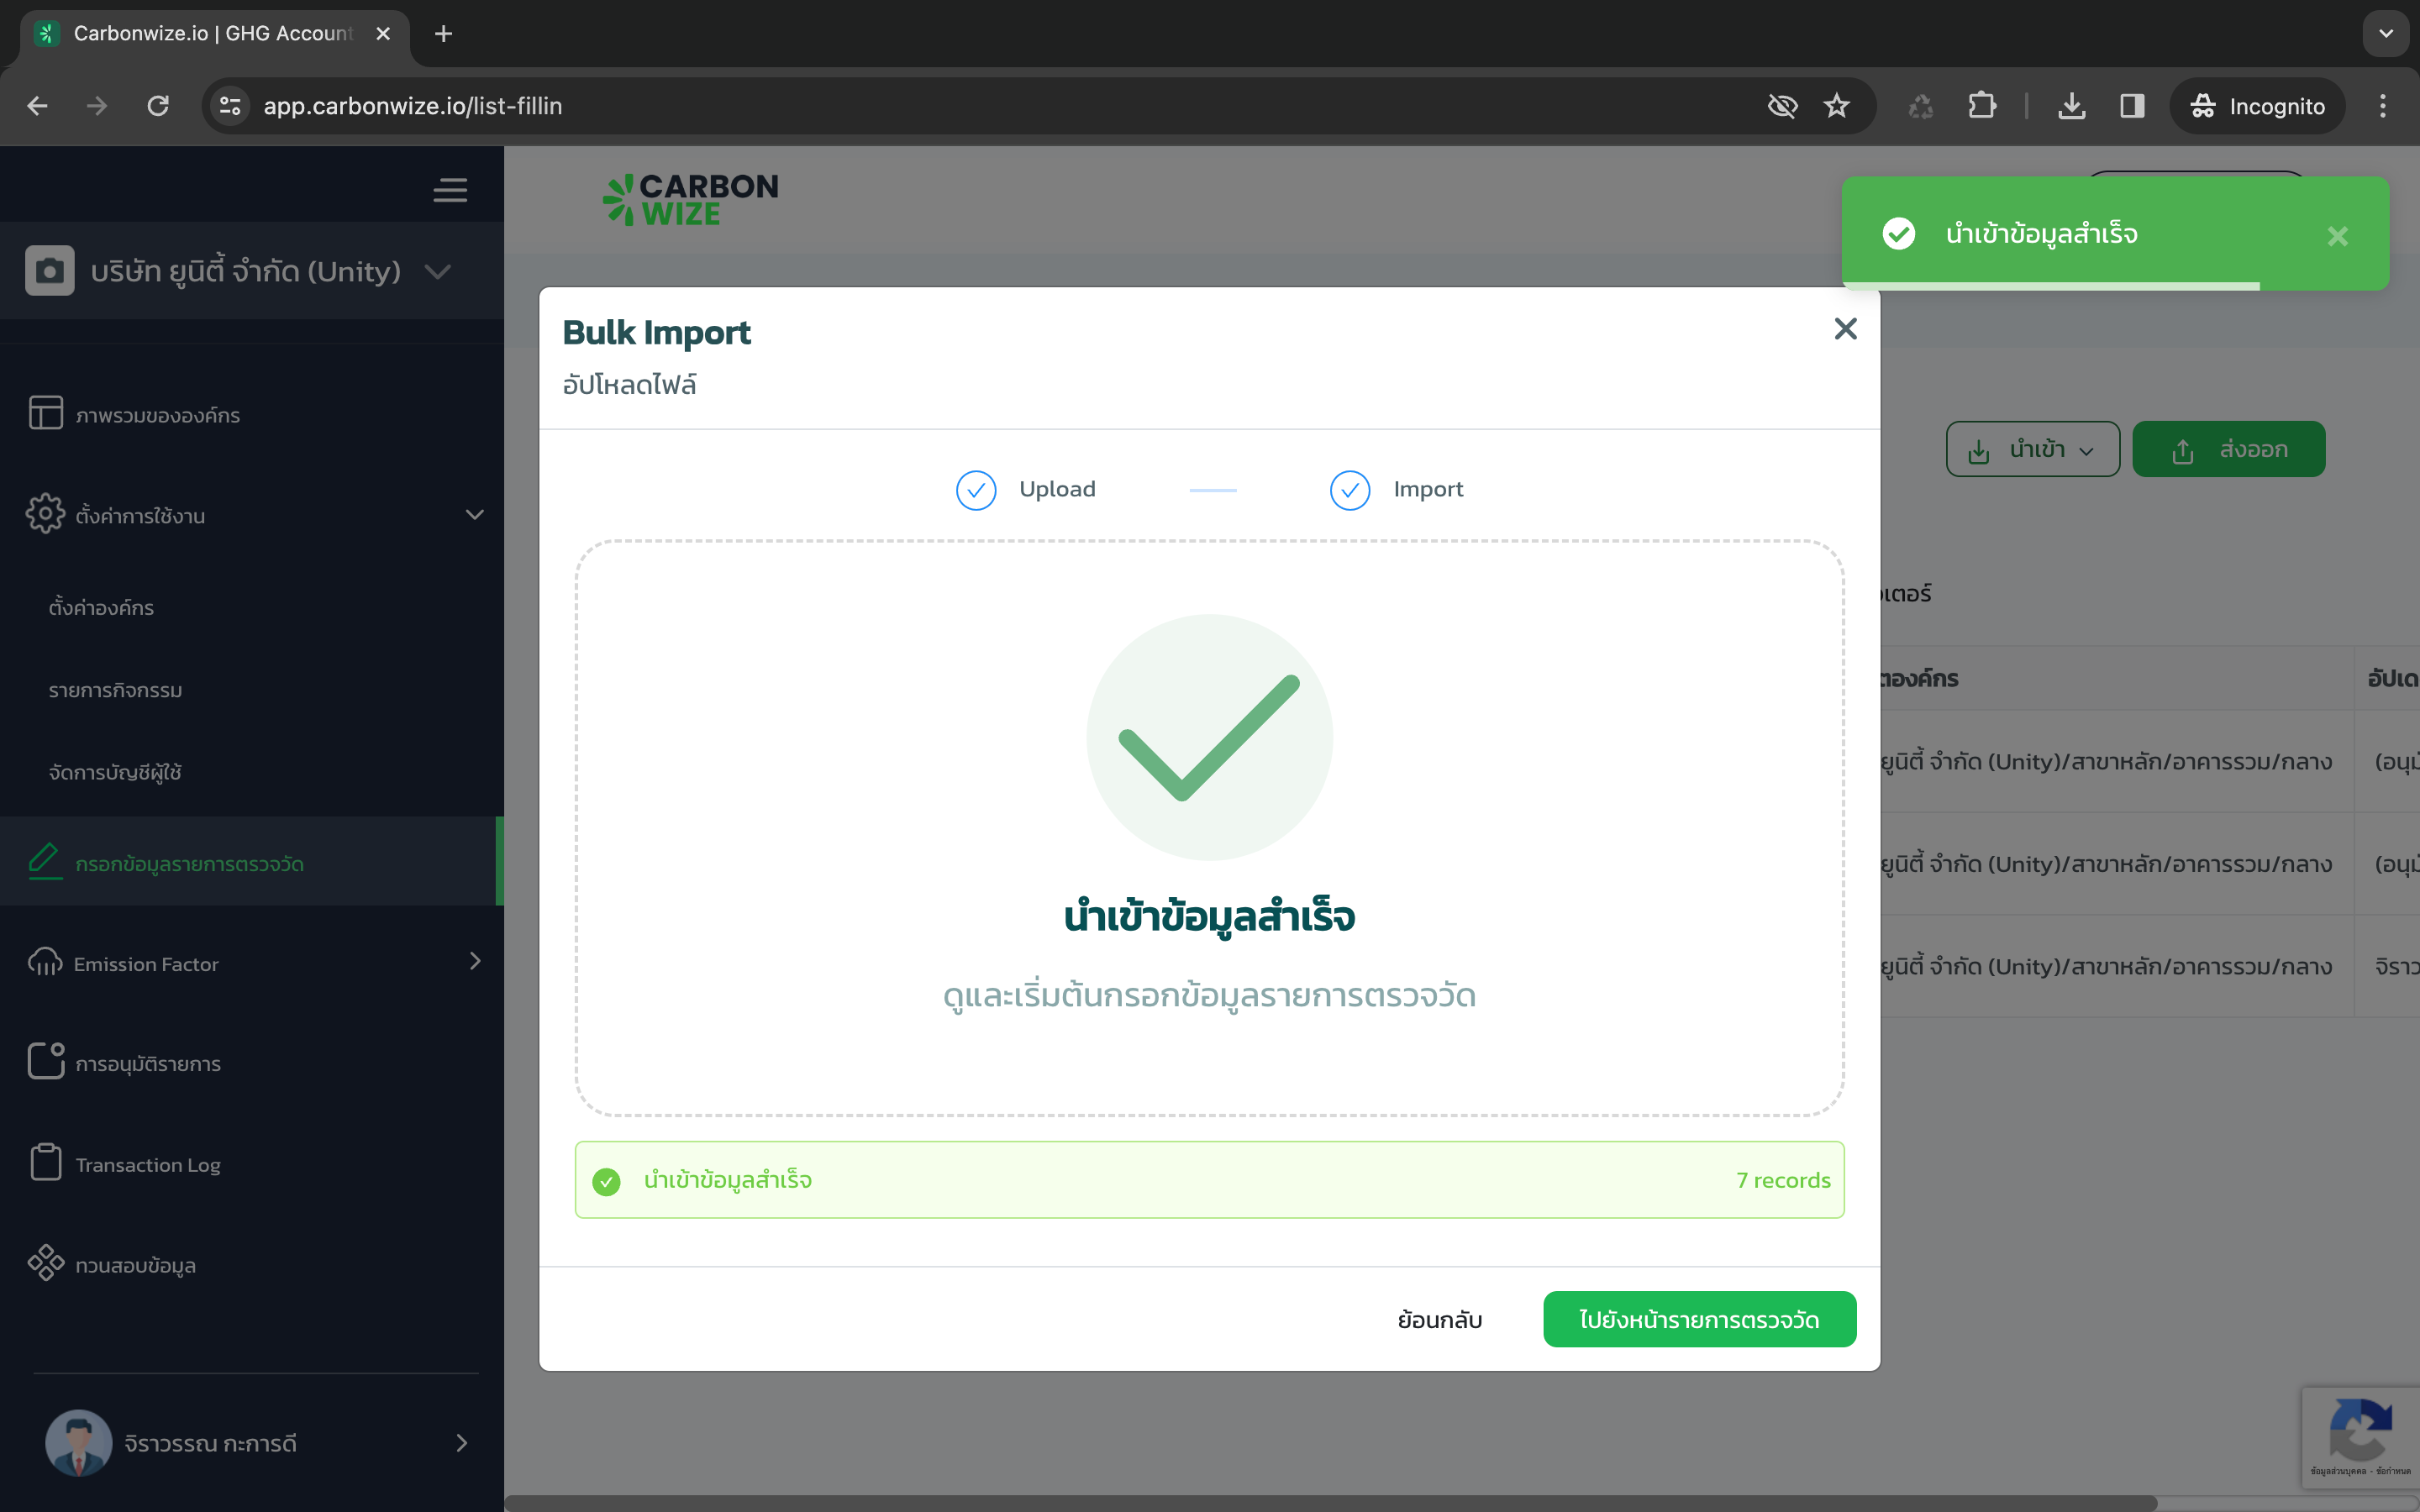 Carbonwize.io | GHG Account
app.carbonwize.io/list-fillin
Incognito
CARBON
WIZE
นำเข้าข้อมูลสำเร็จ
บริษัท ยูนิตี้ จำกัด (Unity)
Bulk Import
อัปโหลดไฟล์
ภาพรวมขององค์กร
นำเข้า
ส่งออก
Upload
Import
ตั้งค่าการใช้งาน
ตั้งค่าองค์กร
รายการกิจกรรม
จัดการบัญชีผู้ใช้
กรอกข้อมูลรายการตรวจวัด
Emission Factor
การอนุมัติรายการ
Transaction Log
ทวนสอบข้อมูล
จิราวรรณ กะการดี
นำเข้าข้อมูลสำเร็จ
ดูและเริ่มต้นกรอกข้อมูลรายการตรวจวัด
นำเข้าข้อมูลสำเร็จ 7 records
ย้อนกลับ
ไปยังหน้ารายการตรวจวัด
เตอร์
องค์กร อัปเด
ยูนิตี้ จำกัด (Unity)/สาขาหลัก/อาคารรวม/กลาง (อนุมั
ยูนิตี้ จำกัด (Unity)/สาขาหลัก/อาคารรวม/กลาง (อนุมั
ยูนิตี้ จำกัด (Unity)/สาขาหลัก/อาคารรวม/กลาง จิราว
ข้อมูลส่วนบุคคล - ข้อกำหนด